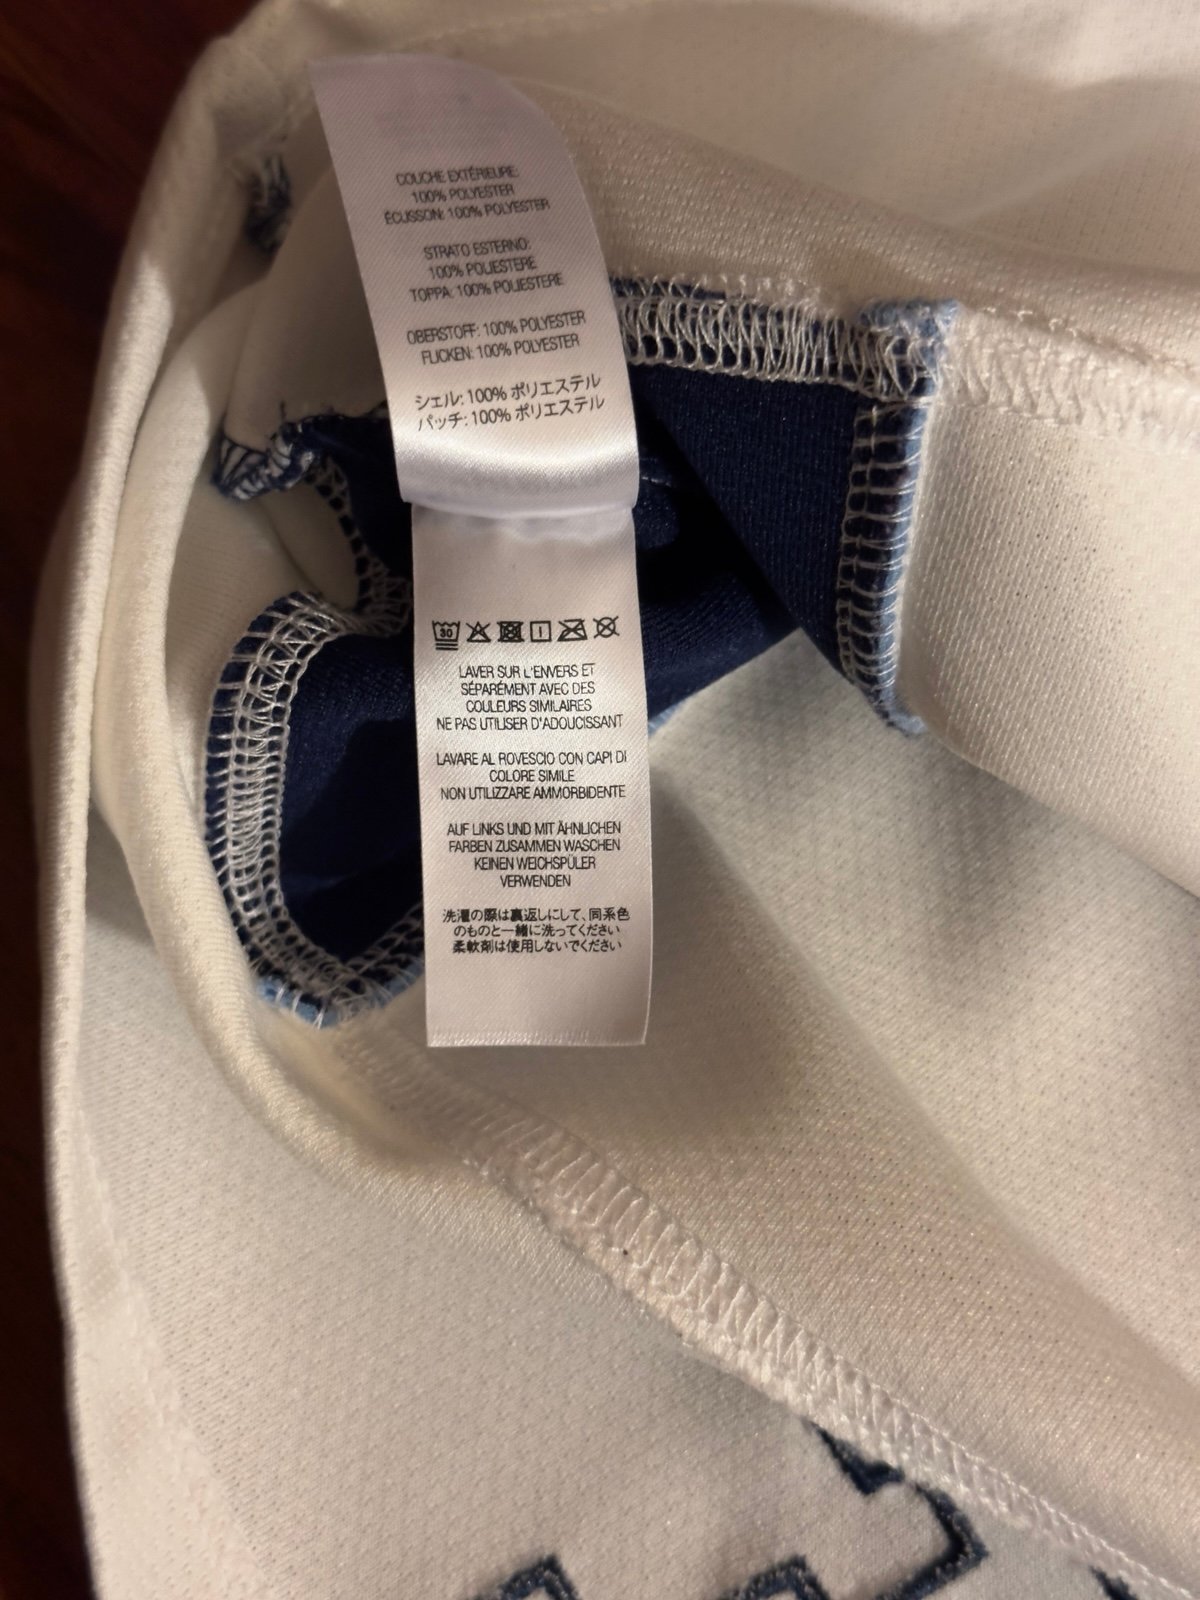 COUCHE EXTÉRIEURE:
100% POLYESTER
ÉCUSSON: 100% POLYESTER
STRATO ESTERNO:
100% POLIESTERE
TOPPA: 100% POLIESTERE
OBERSTOFF: 100% POLYESTER
FLICKEN: 100% POLYESTER
シェル: 100% ポリエステル
パッチ: 100% ポリエステル
30
LAVER SUR L'ENVERS ET
SÉPARÉMENT AVEC DES
COULEURS SIMILAIRES
NE PAS UTILISER D'ADOUCISSANT
LAVARE AL ROVESCIO CON CAPI DI
COLORE SIMILE
NON UTILIZZARE AMMORBIDENTE
AUF LINKS UND MIT ÄHNLICHEN
FARBEN ZUSAMMEN WASCHEN
KEINEN WEICHSPÜLER
VERWENDEN
洗濯の際は裏返しにして、同系色
のものと一緒に洗ってください
柔軟剤は使用しないでください